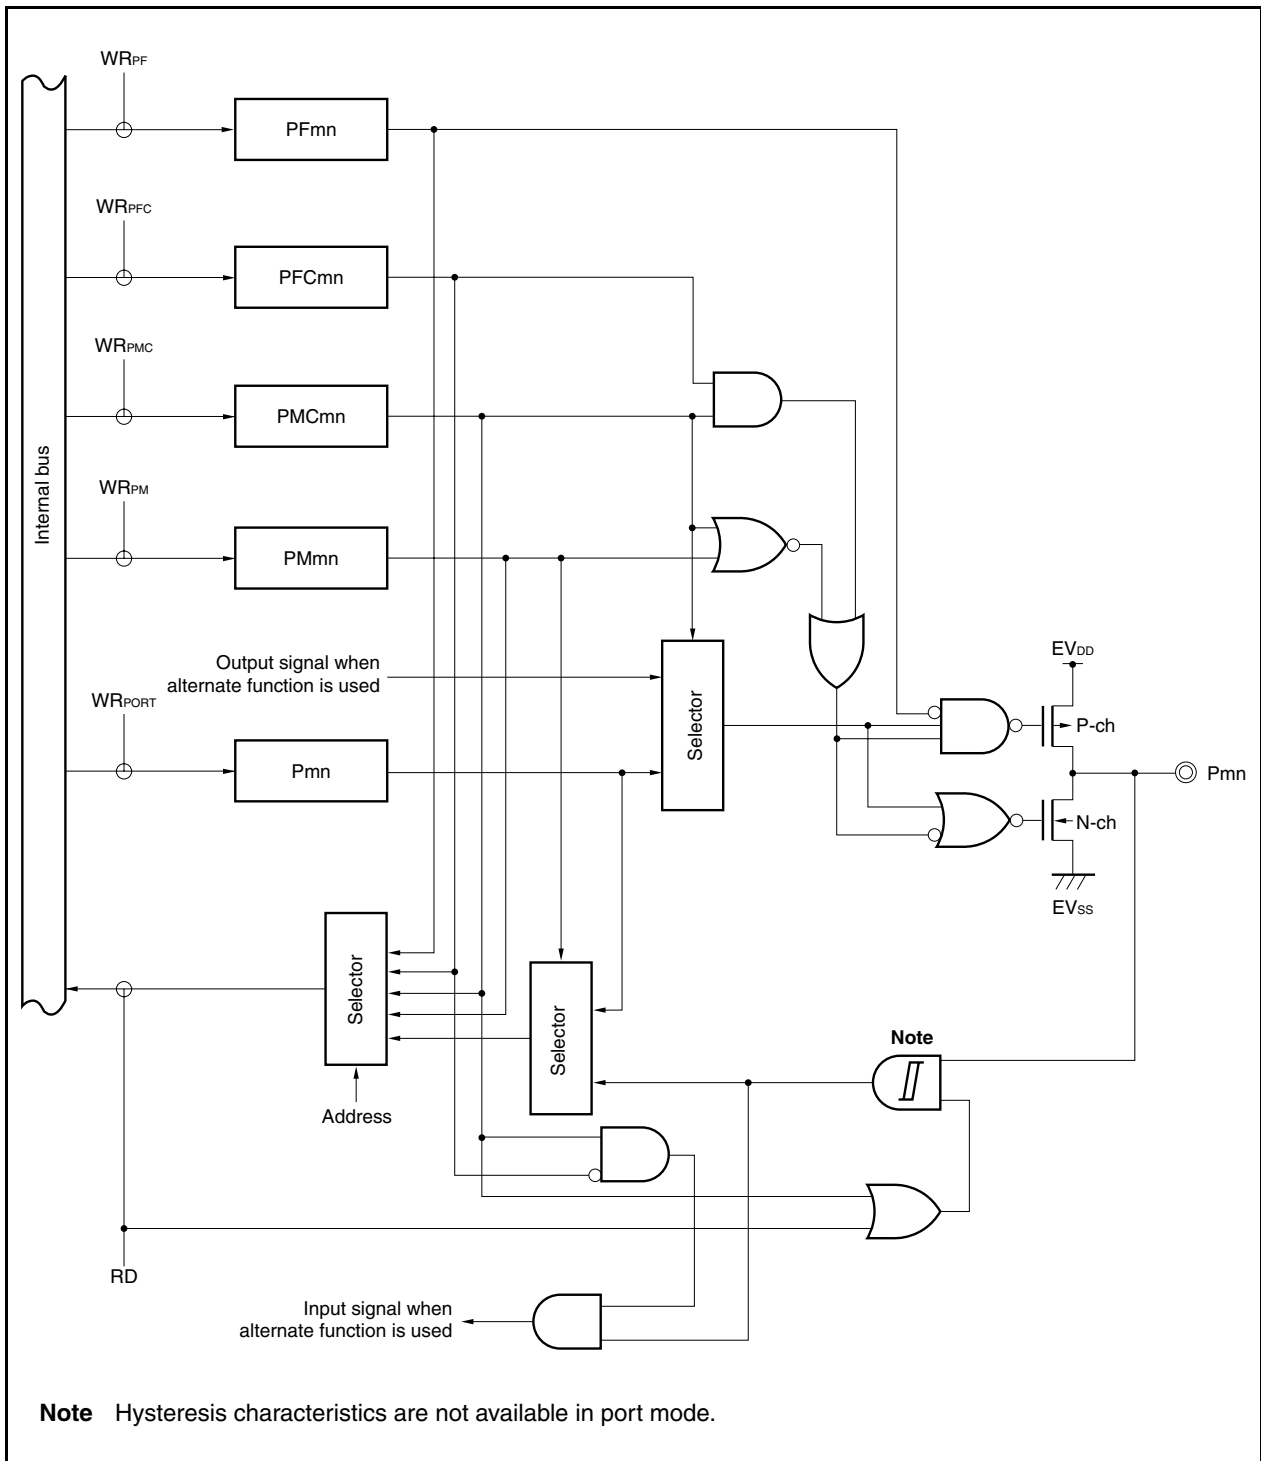 WRPF
PFmn
WRPFC
PFCmn
WRPMC
PMCmn
Internal bus
WRPM
PMmn
Output signal when
alternate function is used
WRPORT
Pmn
Selector
EVDD
P-ch
Pmn
N-ch
EVSS
Selector
Selector
Note
Address
RD
Input signal when
alternate function is used
Note Hysteresis characteristics are not available in port mode.